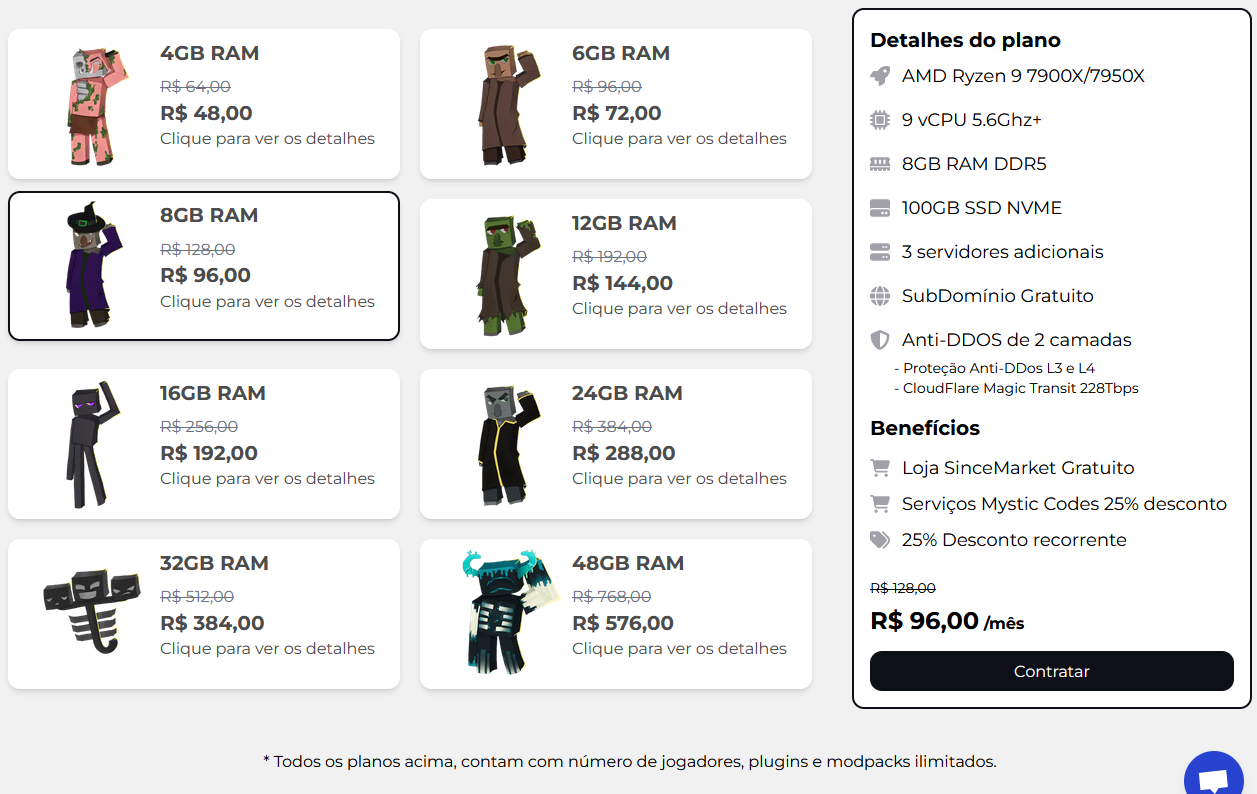 4GB RAM
R$ 64,00
R$ 48,00
Clique para ver os detalhes
6GB RAM
R$ 96,00
R$ 72,00
Clique para ver os detalhes
8GB RAM
R$ 128,00
R$ 96,00
Clique para ver os detalhes
12GB RAM
R$ 192,00
R$ 144,00
Clique para ver os detalhes
16GB RAM
R$ 256,00
R$ 192,00
Clique para ver os detalhes
24GB RAM
R$ 384,00
R$ 288,00
Clique para ver os detalhes
32GB RAM
R$ 512,00
R$ 384,00
Clique para ver os detalhes
48GB RAM
R$ 768,00
R$ 576,00
Clique para ver os detalhes
Detalhes do plano
AMD Ryzen 9 7900X/7950X
9 vCPU 5.6Ghz+
8GB RAM DDR5
100GB SSD NVME
3 servidores adicionais
SubDomínio Gratuito
Anti-DDOS de 2 camadas
- Proteção Anti-DDos L3 e L4
- CloudFlare Magic Transit 228Tbps
Benefícios
Loja SinceMarket Gratuito
Serviços Mystic Codes 25% desconto
25% Desconto recorrente
R$ 128,00
R$ 96,00 /mês
Contratar
* Todos os planos acima, contam com número de jogadores, plugins e modpacks ilimitados.